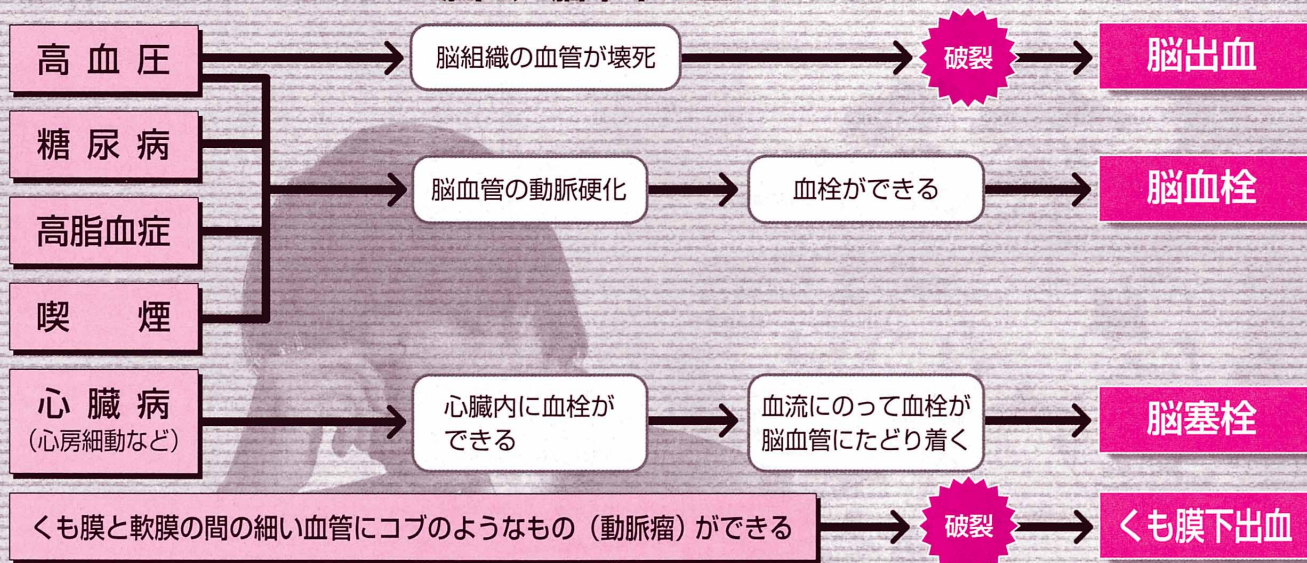 高血圧
脳組織の血管が壊死
破裂
脳出血
糖尿病
高脂血症
喫煙
脳血管の動脈硬化
血栓ができる
脳血栓
心臓病
(心房細動など)
心臓内に血栓が
できる
血流にのって血栓が
脳血管にたどり着く
脳塞栓
くも膜と軟膜の間の細い血管にコブのようなもの(動脈瘤)ができる
破裂
くも膜下出血